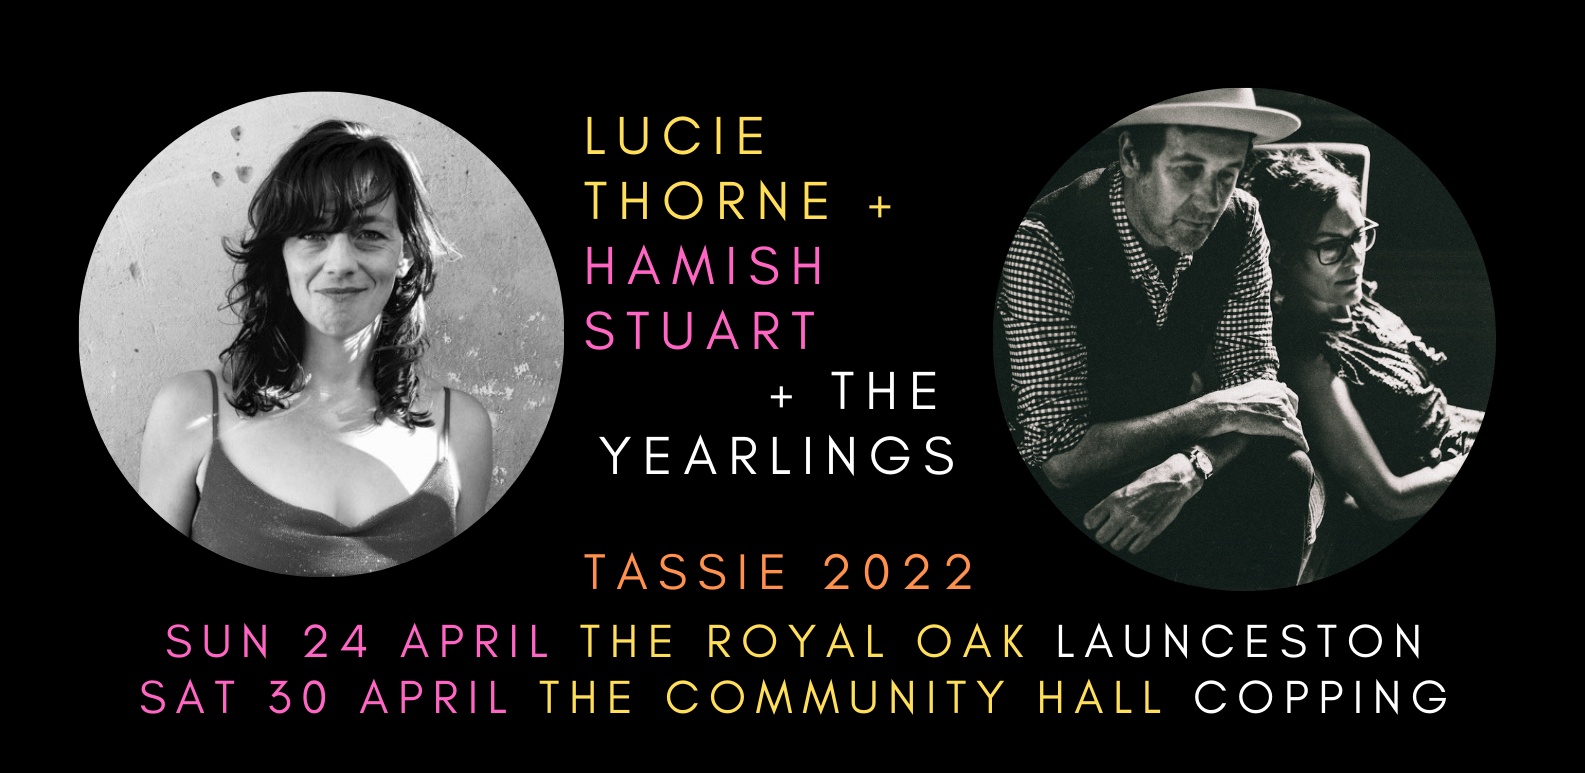 LUCIE
THORNE +
HAMISH
STUART
+ THE
YEARLINGS
TASSIE 2022
SUN 24 APRIL THE ROYAL OAK LAUNCESTON
SAT 30 APRIL THE COMMUNITY HALL COPPING